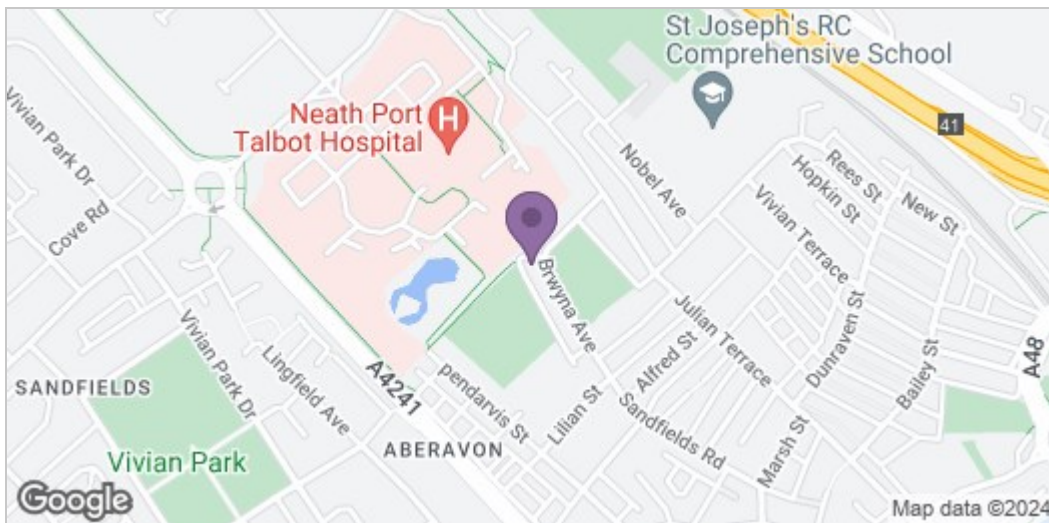 St Joseph's RC
Comprehensive School
Neath Port
Talbot Hospital
H
41
Vivian Park Dr
Cove Rd
Nobel Ave
Rees St
Hopkin St
New St
Vivian Terrace
Brwyna Ave
Julian Terrace
Dunraven St
Bailey St
A48
Vivian Park Dr
Lingfield Ave
A4241
SANDFIELDS
pendarvis St
Alfred St
Lilian St
Sandfields Rd
Marsh St
ABERAVON
Vivian Park
Google
Map data ©2024